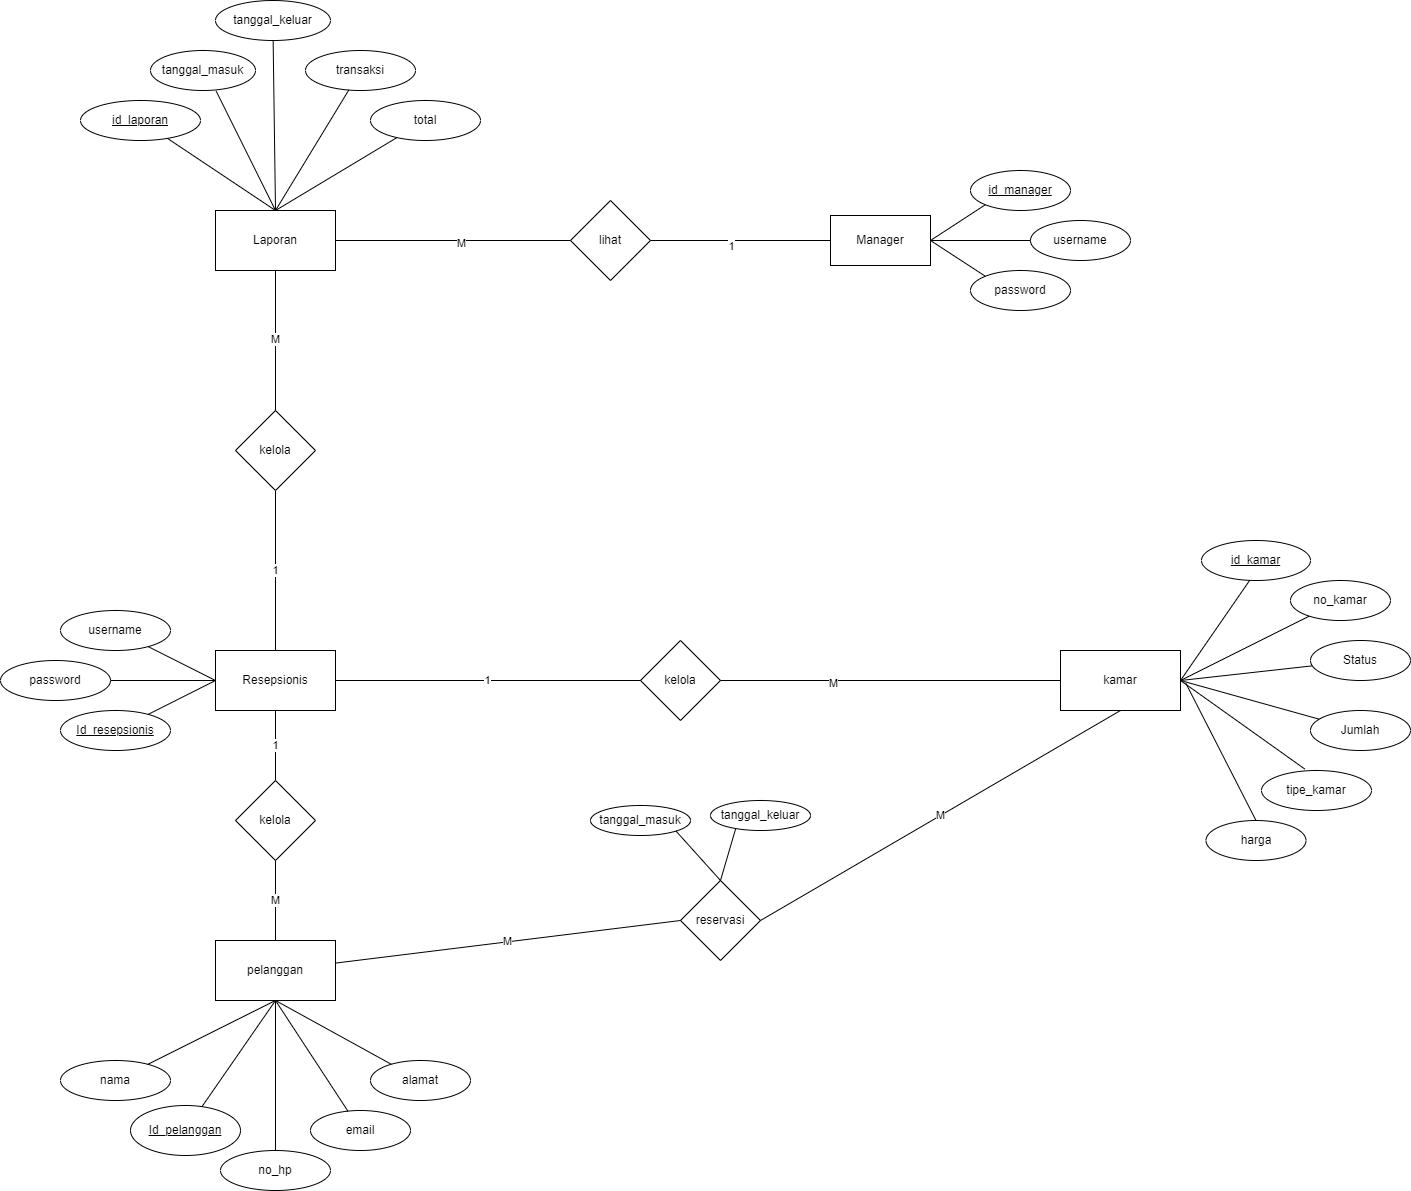 tanggal_keluar
tanggal_masuk
transaksi
id_laporan
total
id_manager
Laporan
M
lihat
1
Manager
username
password
M
kelola
1
id_kamar
no_kamar
username
Status
password
Resepsionis
1
kelola
M
kamar
Id_resepsionis
Jumlah
1
tipe_kamar
kelola
tanggal_masuk
tanggal_keluar
M
harga
M
reservasi
M
pelanggan
nama
alamat
Id_pelanggan
email
no_hp